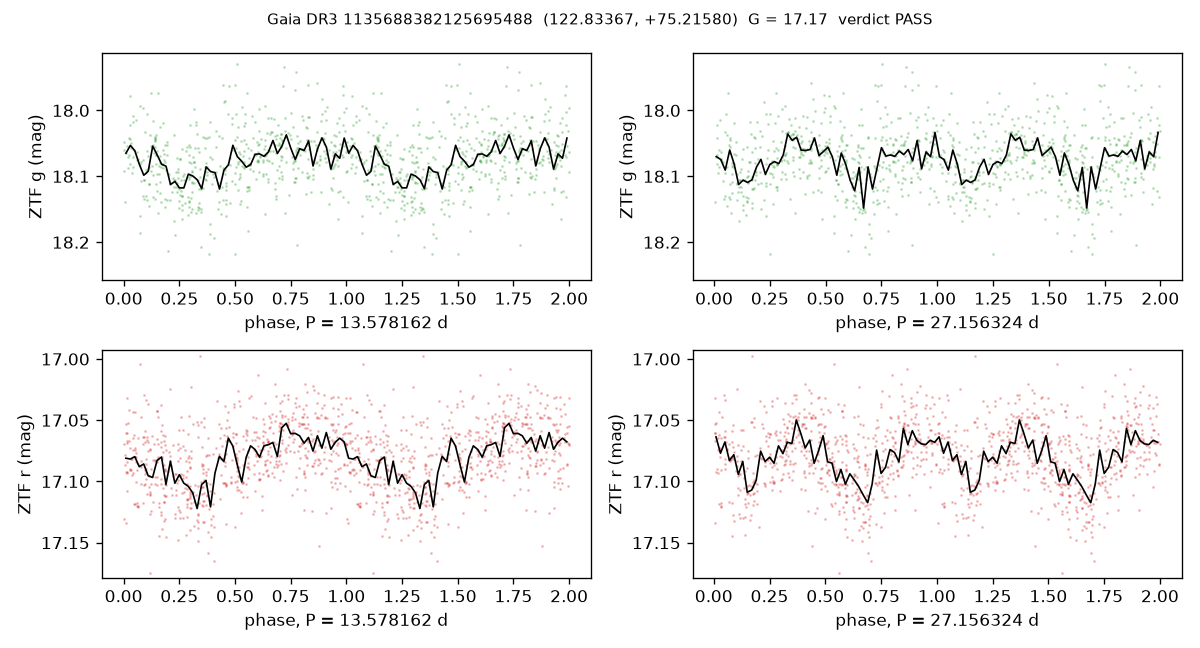 Gaia DR3 1135688382125695488  (122.83367, +75.21580)  G = 17.17  verdict PASS
ZTF g (mag)
18.0
18.1
18.2
0.00 0.25 0.50 0.75 1.00 1.25 1.50 1.75 2.00
phase, P = 13.578162 d
ZTF g (mag)
18.0
18.1
18.2
0.00 0.25 0.50 0.75 1.00 1.25 1.50 1.75 2.00
phase, P = 27.156324 d
ZTF r (mag)
17.00
17.05
17.10
17.15
0.00 0.25 0.50 0.75 1.00 1.25 1.50 1.75 2.00
phase, P = 13.578162 d
ZTF r (mag)
17.00
17.05
17.10
17.15
0.00 0.25 0.50 0.75 1.00 1.25 1.50 1.75 2.00
phase, P = 27.156324 d